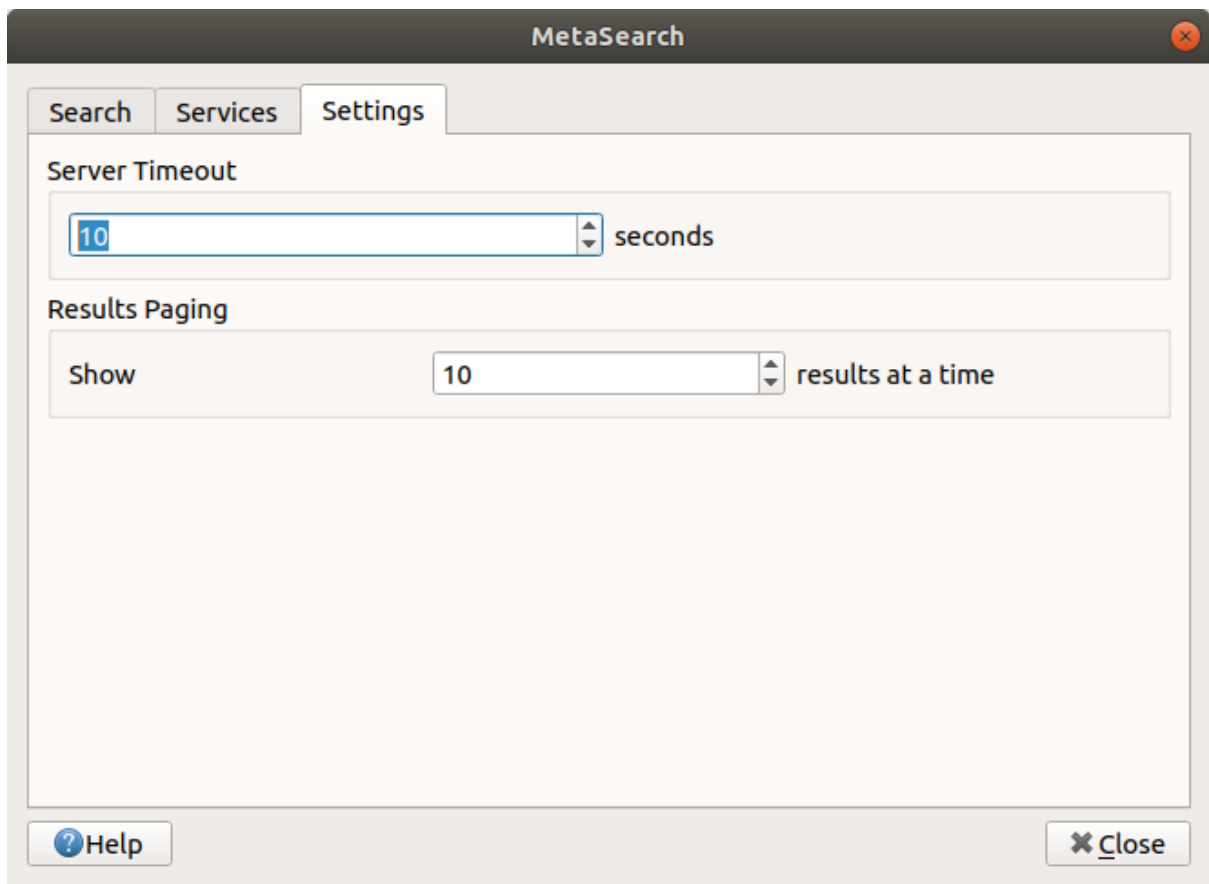 MetaSearch
Search Services Settings
Server Timeout
10 seconds
Results Paging
Show 10 results at a time
Help Close